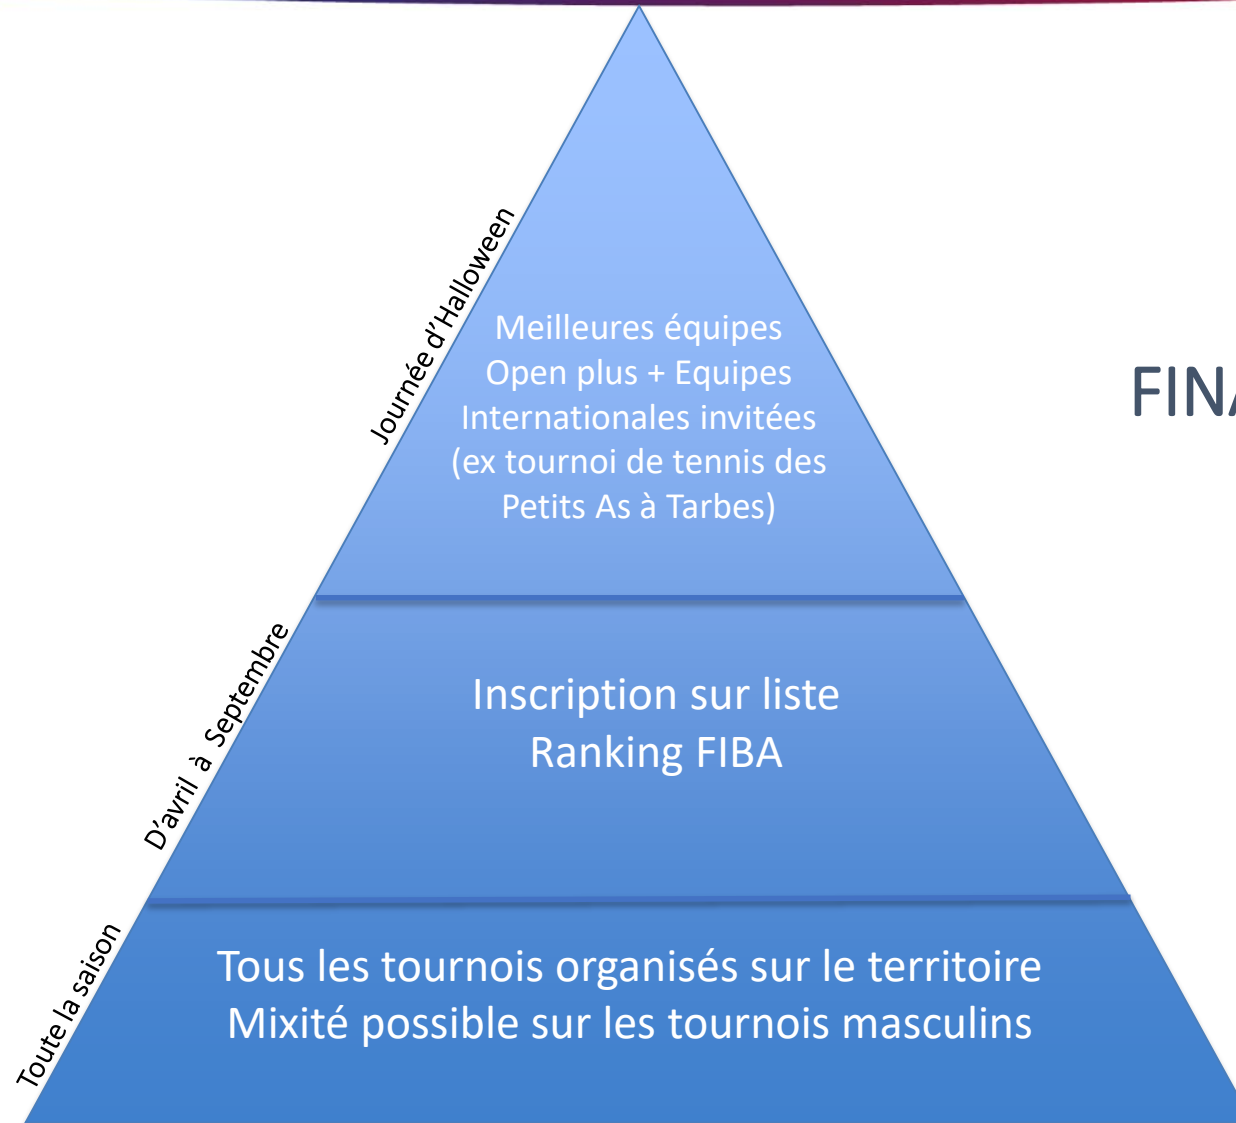 Journée d’Halloween
Meilleures équipes
Open plus + Equipes
Internationales invitées
(ex tournoi de tennis des
Petits As à Tarbes)
D’avril à Septembre
Inscription sur liste
Ranking FIBA
Toute la saison
Tous les tournois organisés sur le territoire
Mixité possible sur les tournois masculins